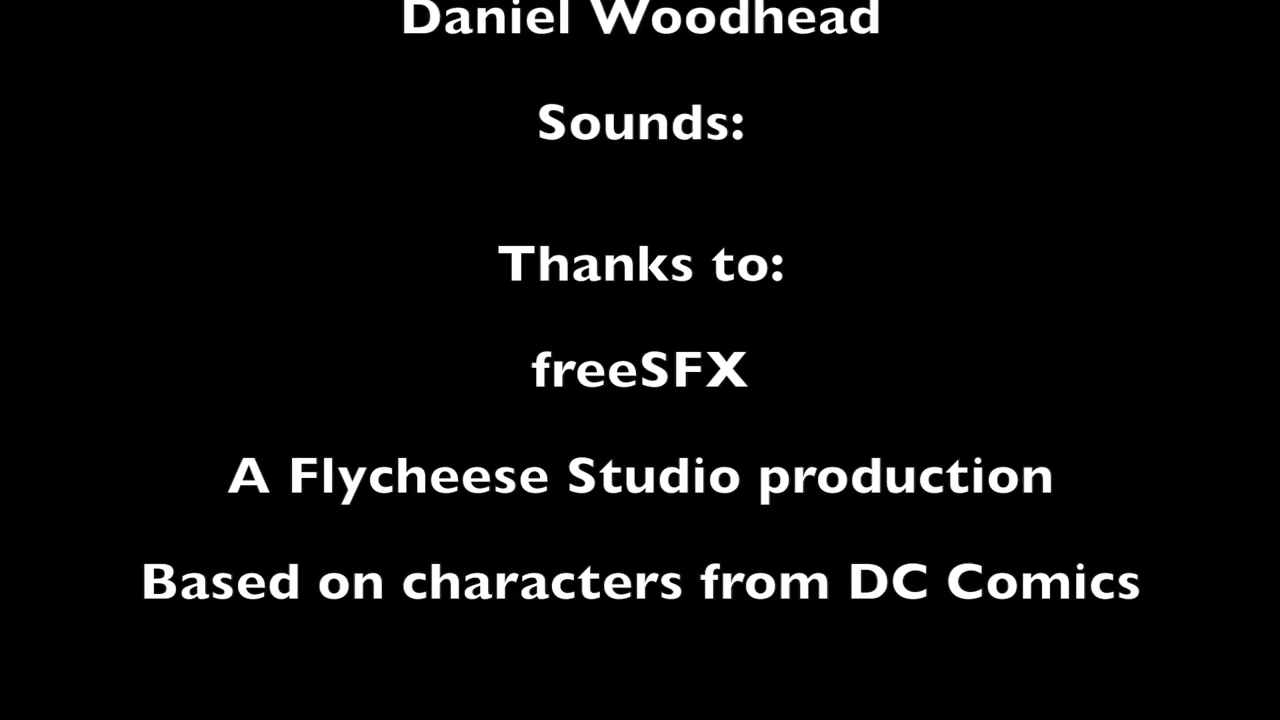 Daniel Woodhead
Sounds:
Thanks to:
freeSFX
A Flycheese Studio production
Based on characters from DC Comics